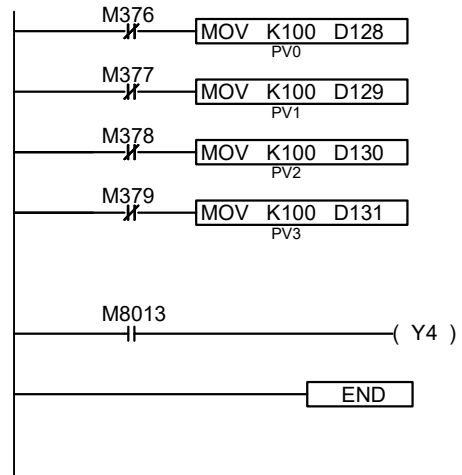 M376
MOV K100 D128
PV0
M377
MOV K100 D129
PV1
M378
MOV K100 D130
PV2
M379
MOV K100 D131
PV3
M8013
( Y4 )
END